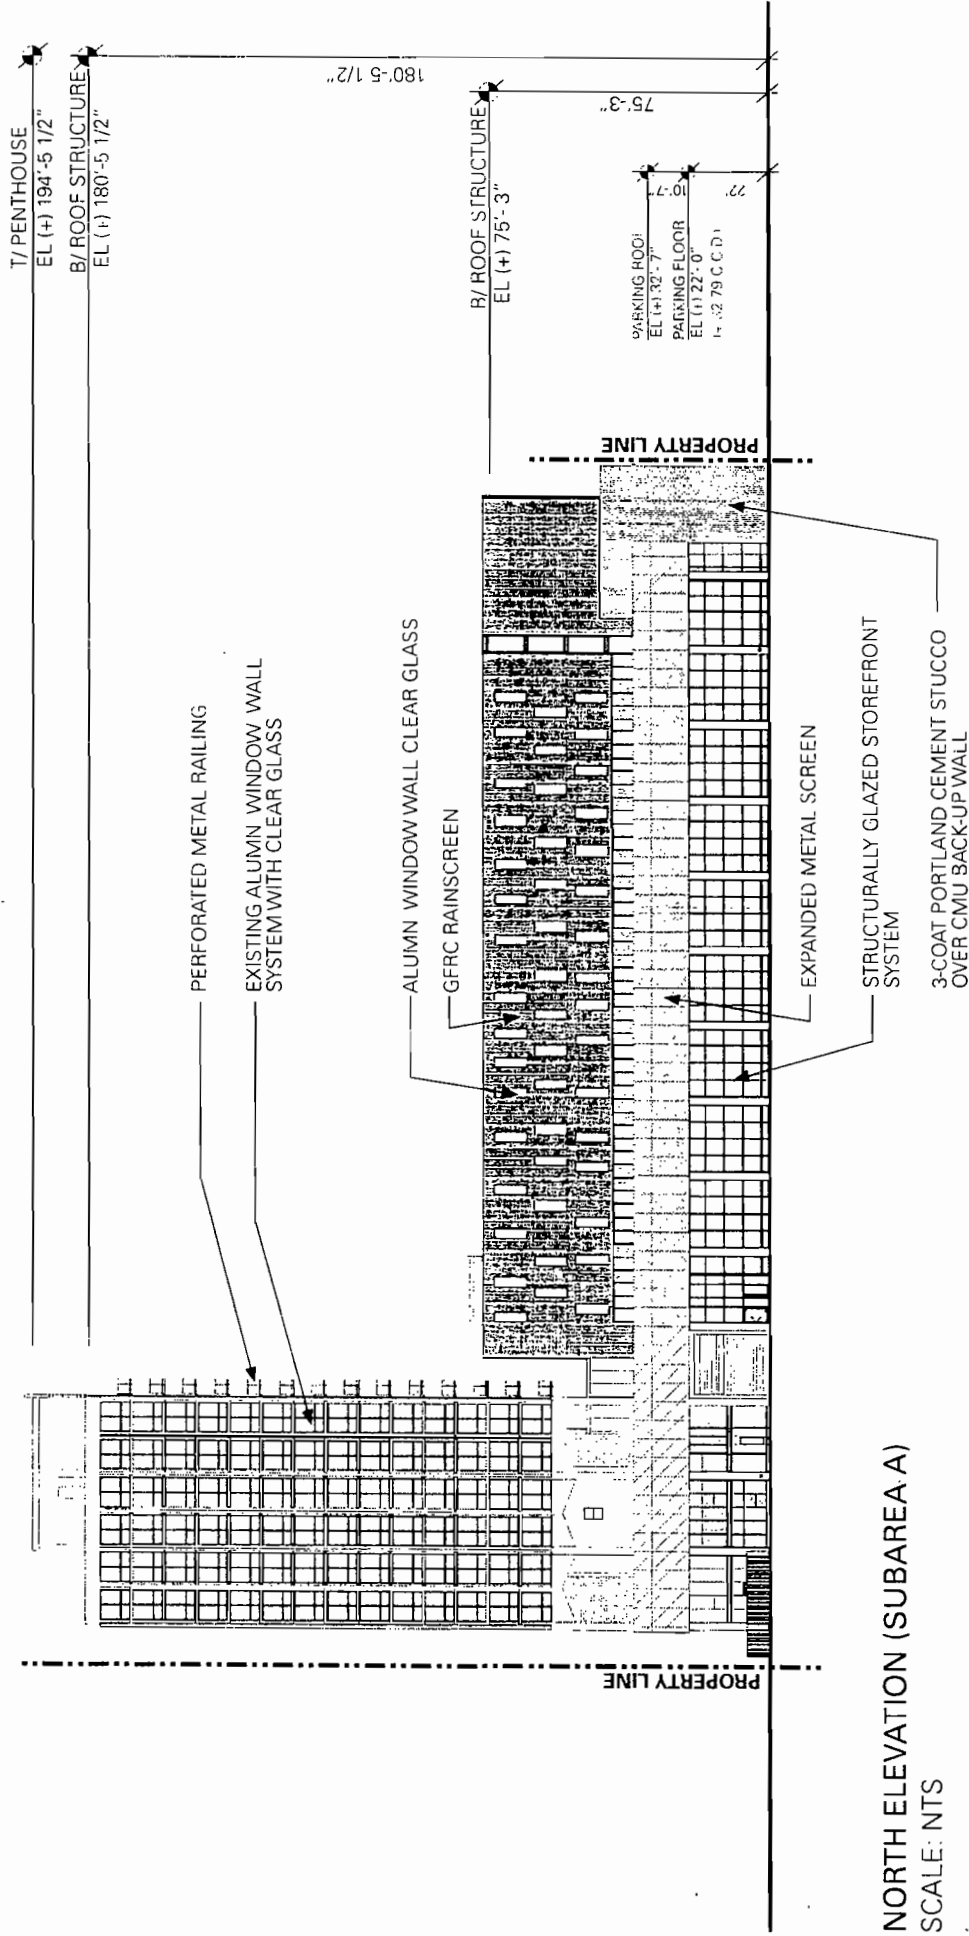 T/ PENTHOUSE
EL (+) 194'-5 1/2"
B/ ROOF STRUCTURE
EL (+) 180'-5 1/2"
180'-5 1/2"
B/ ROOF STRUCTURE
EL (+) 75'-3"
75'-3"
PARKING ROOF
EL (+) 32'-7"
10'-7"
PARKING FLOOR
EL (+) 22'-0"
22'
PROPERTY LINE
PROPERTY LINE
PERFORATED METAL RAILING
EXISTING ALUMN WINDOW WALL
SYSTEM WITH CLEAR GLASS
ALUMN WINDOW WALL CLEAR GLASS
GFRC RAINSCREEN
EXPANDED METAL SCREEN
STRUCTURALLY GLAZED STOREFRONT
SYSTEM
3-COAT PORTLAND CEMENT STUCCO
OVER CMU BACK-UP WALL
NORTH ELEVATION (SUBAREA A)
SCALE: NTS